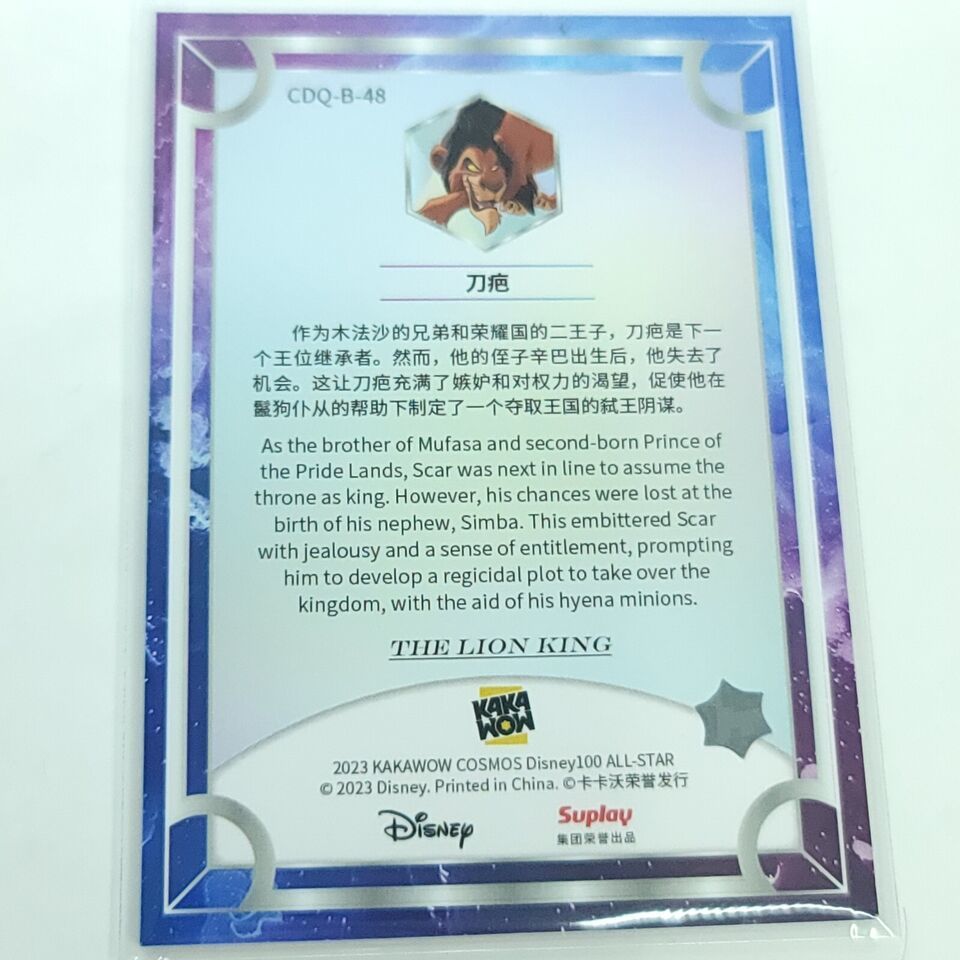 CDQ-B-48
刀疤
作为木法沙的兄弟和荣耀国的二王子，刀疤是下一
个王位继承者。然而，他的侄子辛巴出生后，他失去了
机会。这让刀疤充满了嫉妒和对权力的渴望，促使他在
鬣狗仆从的帮助下制定了一个夺取王国的弑王阴谋。
As the brother of Mufasa and second-born Prince of
the Pride Lands, Scar was next in line to assume the
throne as king. However, his chances were lost at the
birth of his nephew, Simba. This embittered Scar
with jealousy and a sense of entitlement, prompting
him to develop a regicidal plot to take over the
kingdom, with the aid of his hyena minions.
THE LION KING
KAKA
WOW
2023 KAKAWOW COSMOS Disney100 ALL-STAR
© 2023 Disney. Printed in China. ©卡卡沃荣誉发行
Disney
Suplay
集团荣誉出品